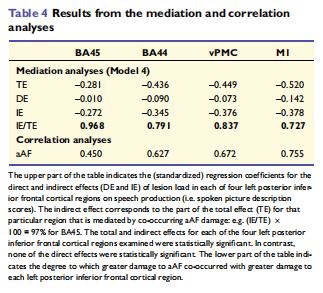 Table 4 Results from the mediation and correlation
analyses
BA45 BA44 vPMC M1
Mediation analyses (Model 4)
TE −0.281 −0.436 −0.449 −0.520
DE −0.010 −0.090 −0.073 −0.142
IE −0.272 −0.345 −0.376 −0.378
IE/TE 0.968 0.791 0.837 0.727
Correlation analyses
aAF 0.450 0.627 0.672 0.755
The upper part of the table indicates the (standardized) regression coefficients for the
direct and indirect effects (DE and IE) of lesion load in each of four left posterior infer-
ior frontal cortical regions on speech production (i.e. spoken picture description
scores). The indirect effect corresponds to the part of the total effect (TE) for that
particular region that is mediated by co-occurring aAF damage: e.g. (IE/TE) ×
100 = 97% for BA45. The total and indirect effects for each of the four left posterior
inferior frontal cortical regions examined were statistically significant. In contrast,
none of the direct effects were statistically significant. The lower part of the table indi-
cates the degree to which greater damage to aAF co-occurred with greater damage to
each left posterior inferior frontal cortical region.